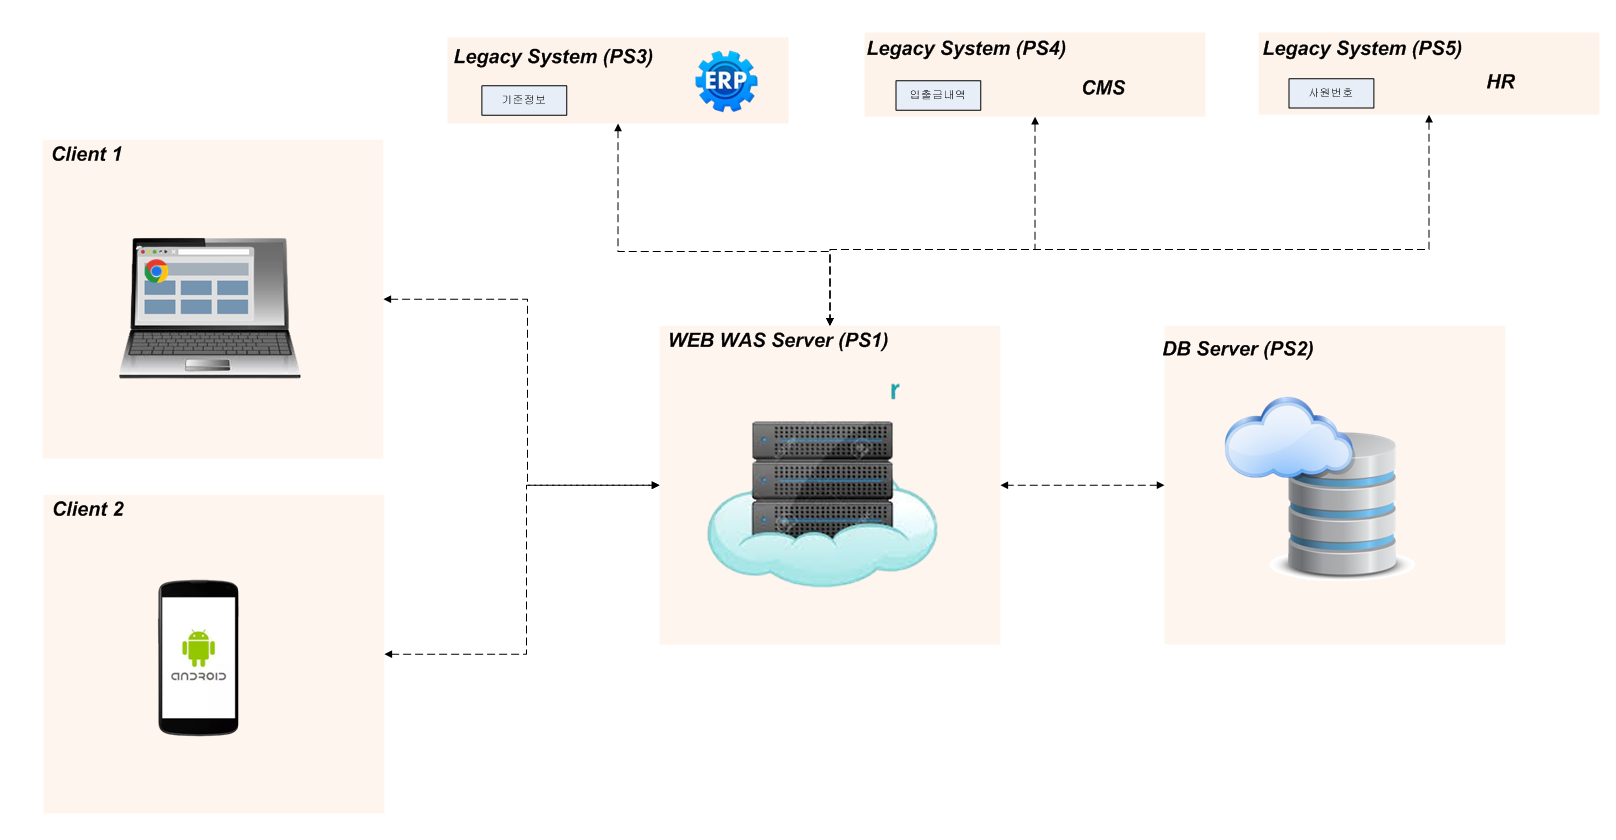 Legacy System (PS3)
기준정보
ERP
Legacy System (PS4)
입출금내역
CMS
Legacy System (PS5)
사원번호
HR
Client 1
WEB WAS Server (PS1)
r
DB Server (PS2)
Client 2
ANDROID